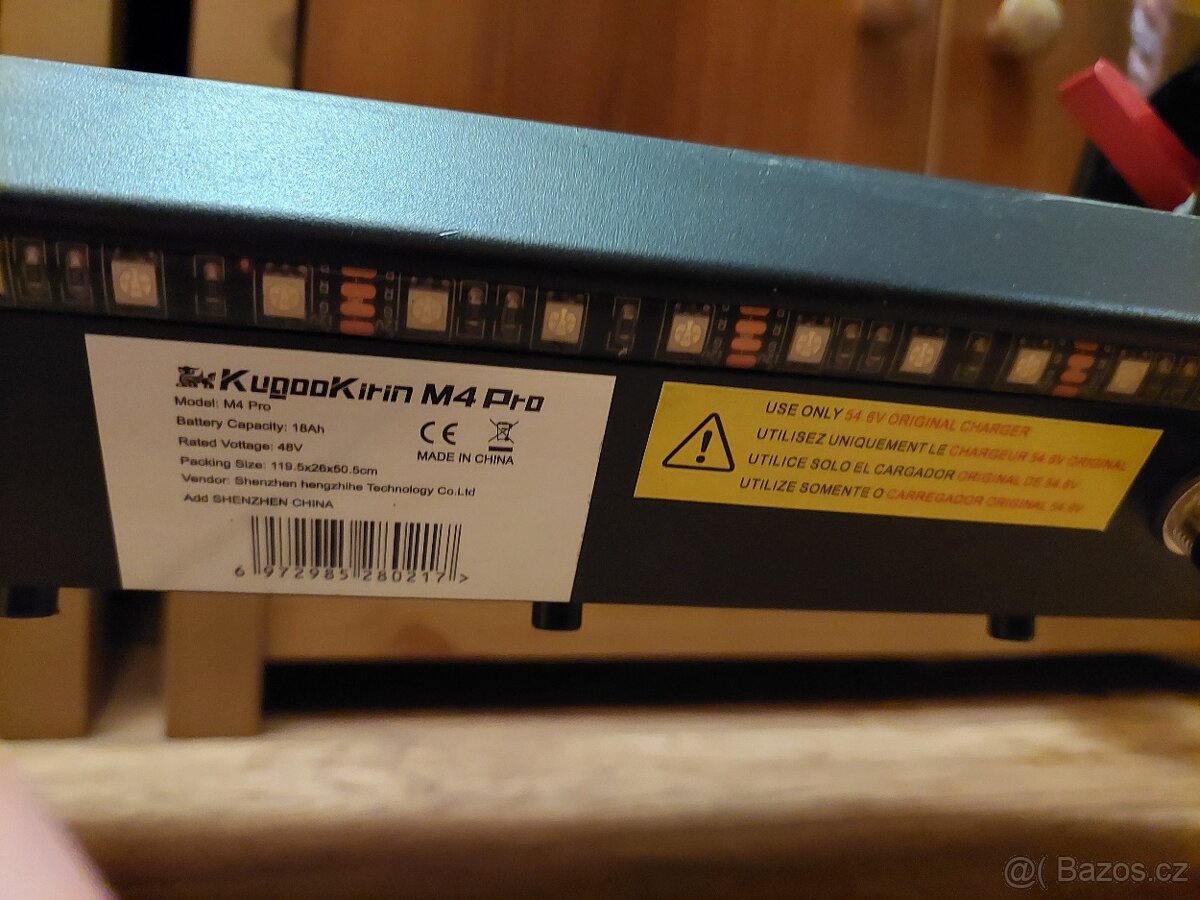 KugooKirin M4 Pro
Model: M4 Pro
Battery Capacity: 18Ah
Rated Vottage: 48V
Packing Size: 119.5x26x50.5cm
Vendor: Shenzhen hengzhihe Technology Co.Ltd
Add SHENZHEN CHINA
CE
MADE IN CHINA
6 972985 280217 >
USE ONLY 54.6V ORIGINAL CHARGER
UTILISEZ UNIQUEMENT LE CHARGEUR 54.6V ORIGINAL
UTILICE SOLO EL CARGADOR ORIGINAL DE 54.6V
UTILIZE SOMENTE O CARREGADOR ORIGINAL 54.6V
@( Bazos.cz